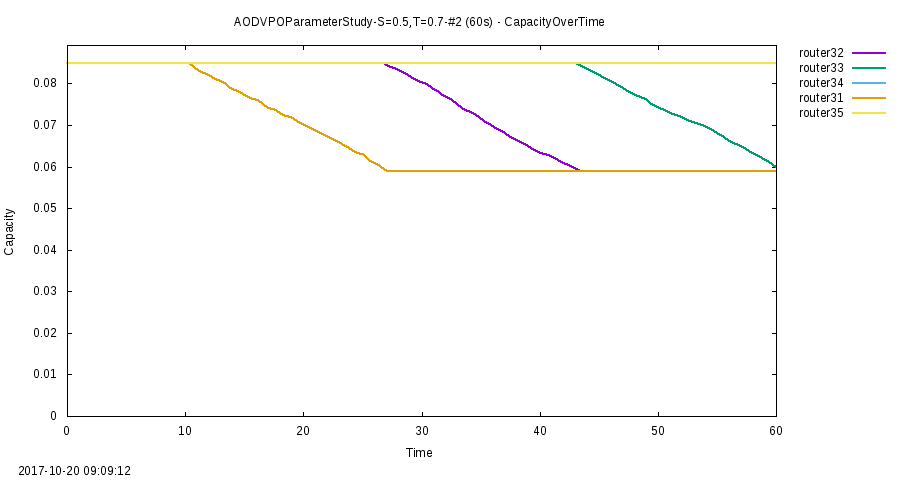 AODVPOParameterStudy-S=0.5,T=0.7-#2 (60s) - CapacityOverTime
router32
router33
router34
router31
router35
0.08
0.07
0.06
0.05
0.04
0.03
0.02
0.01
0
Capacity
0 10 20 30 40 50 60
Time
2017-10-20 09:09:12